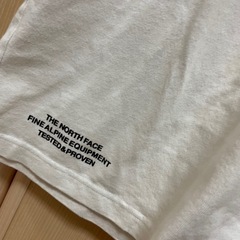 THE NORTH FACE
FINE ALPINE EQUIPMENT
TESTED & PROVEN